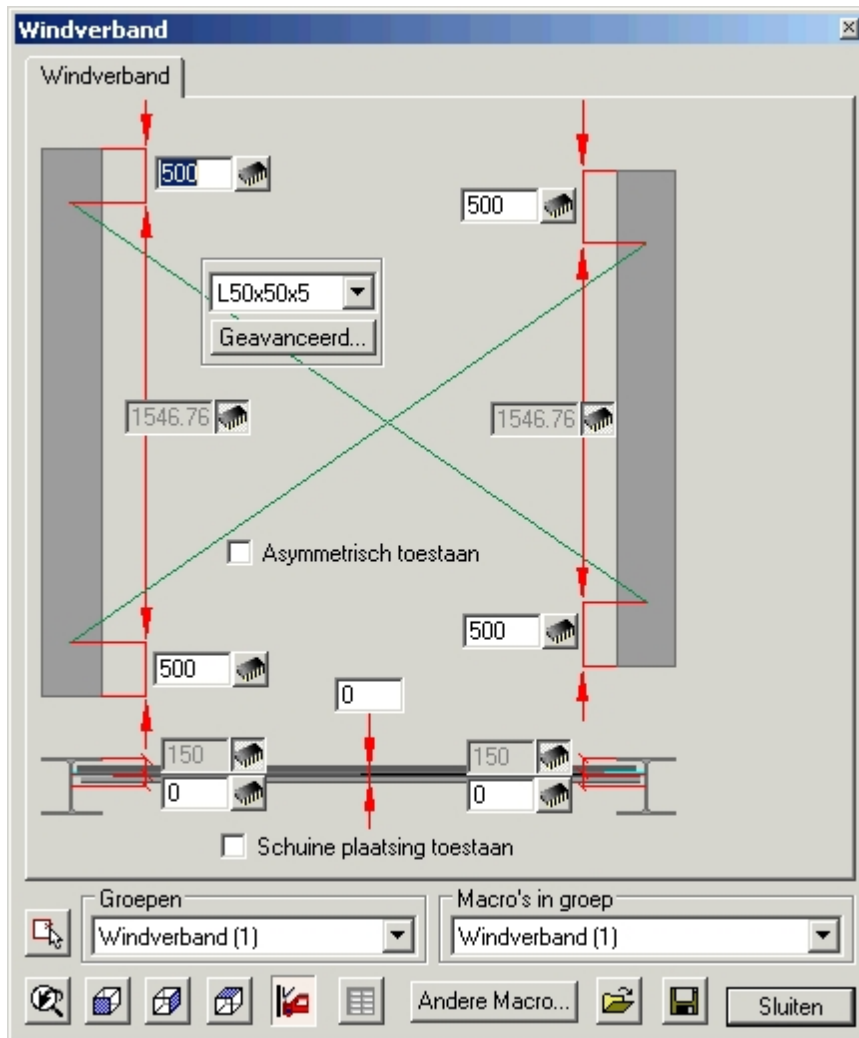 Windverband
Windverband
500
500
L50x50x5
Geavanceerd...
1546.76
1546.76
Asymmetrisch toestaan
500
500
0
150
150
0
0
Schuine plaatsing toestaan
Groepen
Macro's in groep
Windverband (1)
Windverband (1)
Andere Macro...
Sluiten